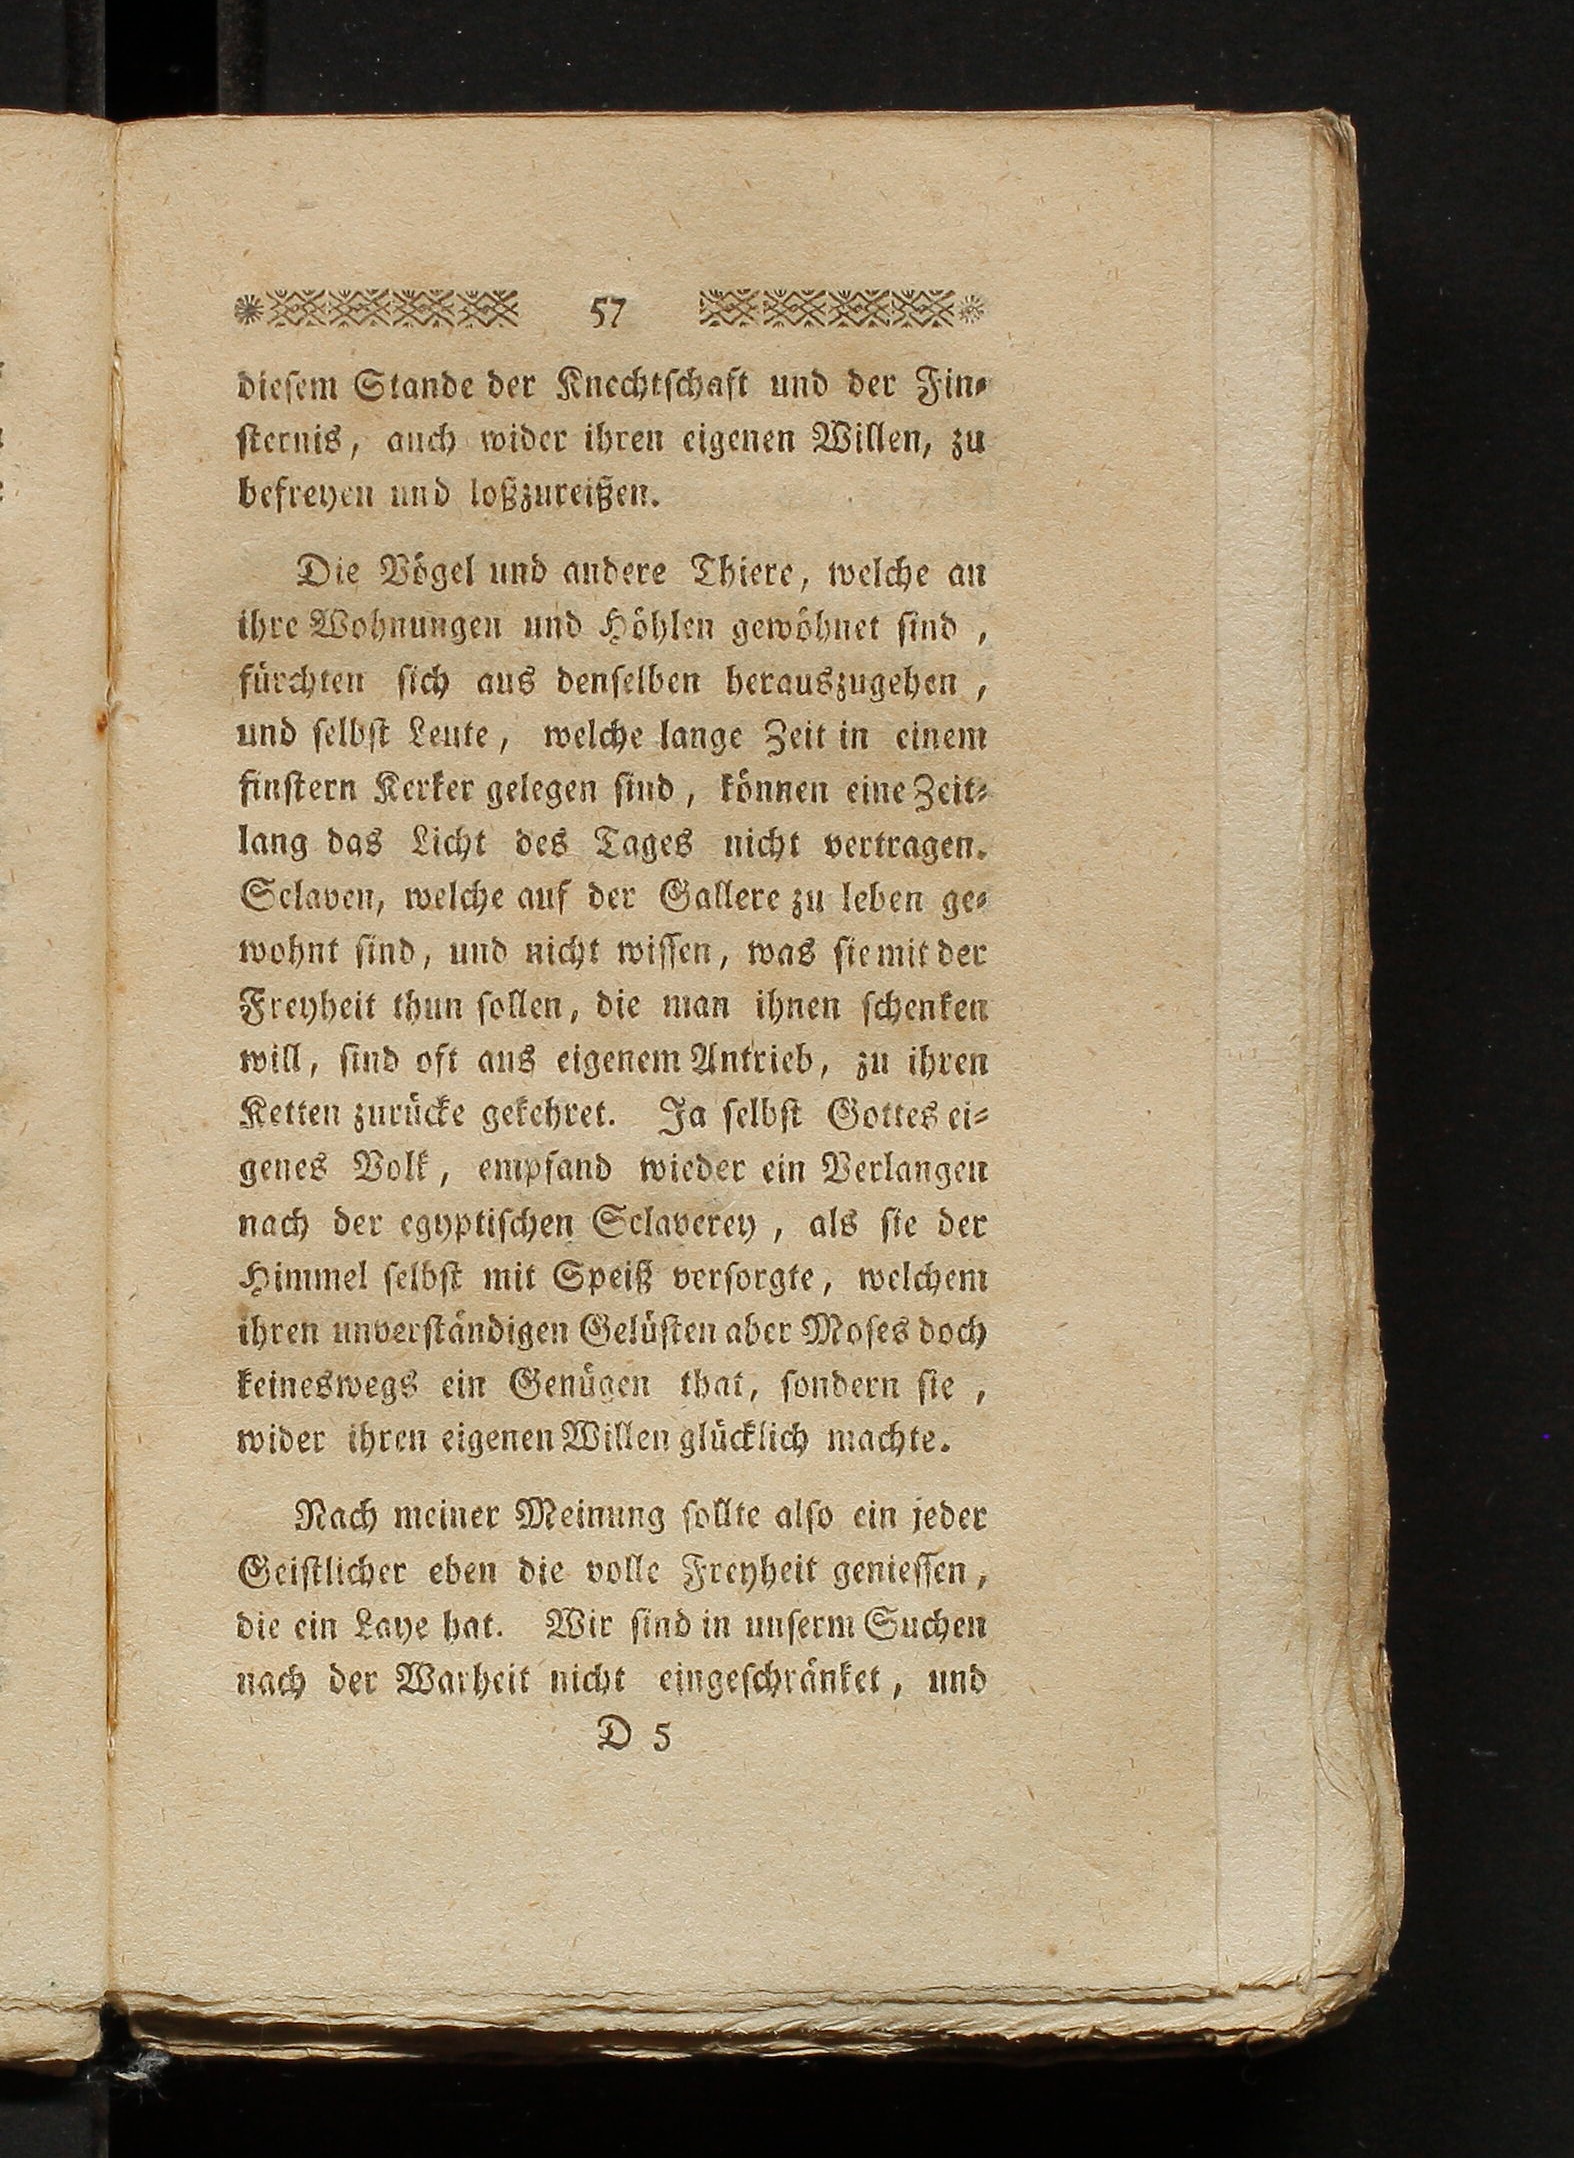 57
diesem Stande der Knechtschaft und der Fin-
sternis, auch wider ihren eigenen Willen, zu
befreyen und loßzureißen.
Die Vögel und andere Thiere, welche an
ihre Wohnungen und Höhlen gewöhnet sind,
fürchten sich aus denselben herauszugehen,
und selbst Leute, welche lange Zeit in einem
finstern Kerker gelegen sind, können eine Zeit-
lang das Licht des Tages nicht vertragen.
Sclaven, welche auf der Gallere zu leben ge-
wohnt sind, und nicht wissen, was sie mit der
Freyheit thun sollen, die man ihnen schenken
will, sind oft aus eigenem Antrieb, zu ihren
Ketten zurücke gekehret. Ja selbst Gottes ei-
genes Volk, empfand wieder ein Verlangen
nach der egyptischen Sclaverey, als sie der
Himmel selbst mit Speiß versorgte, welchem
ihren unverständigen Gelüsten aber Moses doch
keineswegs ein Genügen that, sondern sie,
wider ihren eigenen Willen glücklich machte.
Nach meiner Meinung sollte also ein jeder
Geistlicher eben die volle Freyheit geniessen,
die ein Laye hat. Wir sind in unserm Suchen
nach der Warheit nicht eingeschränket, und
D 5